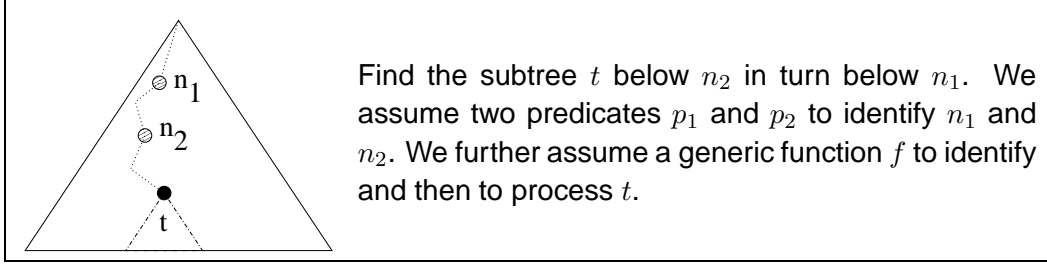 n1
n2
t
Find the subtree t below n2 in turn below n1. We
assume two predicates p1 and p2 to identify n1 and
n2. We further assume a generic function f to identify
and then to process t.